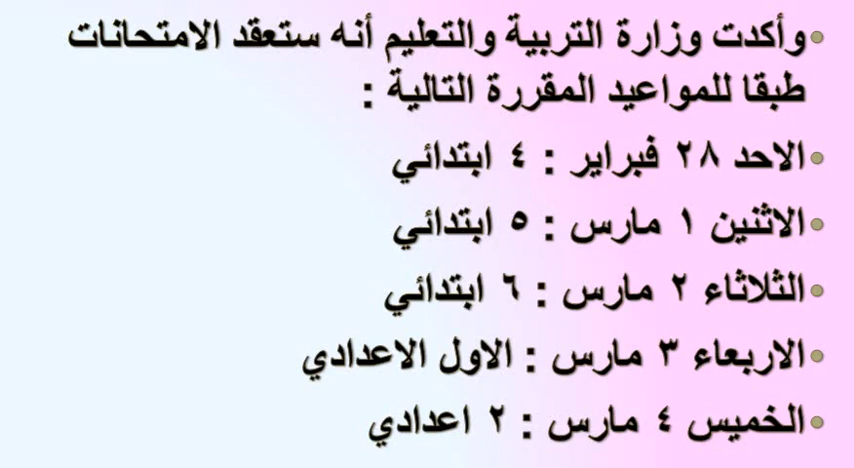 •وأكدت وزارة التربية والتعليم أنه ستعقد الامتحانات
طبقا للمواعيد المقررة التالية :
•الاحد ٢٨ فبراير : ٤ ابتدائي
•الاثنين ١ مارس : ٥ ابتدائي
•الثلاثاء ٢ مارس : ٦ ابتدائي
•الاربعاء ٣ مارس : الاول الاعدادي
•الخميس ٤ مارس : ٢ اعدادي